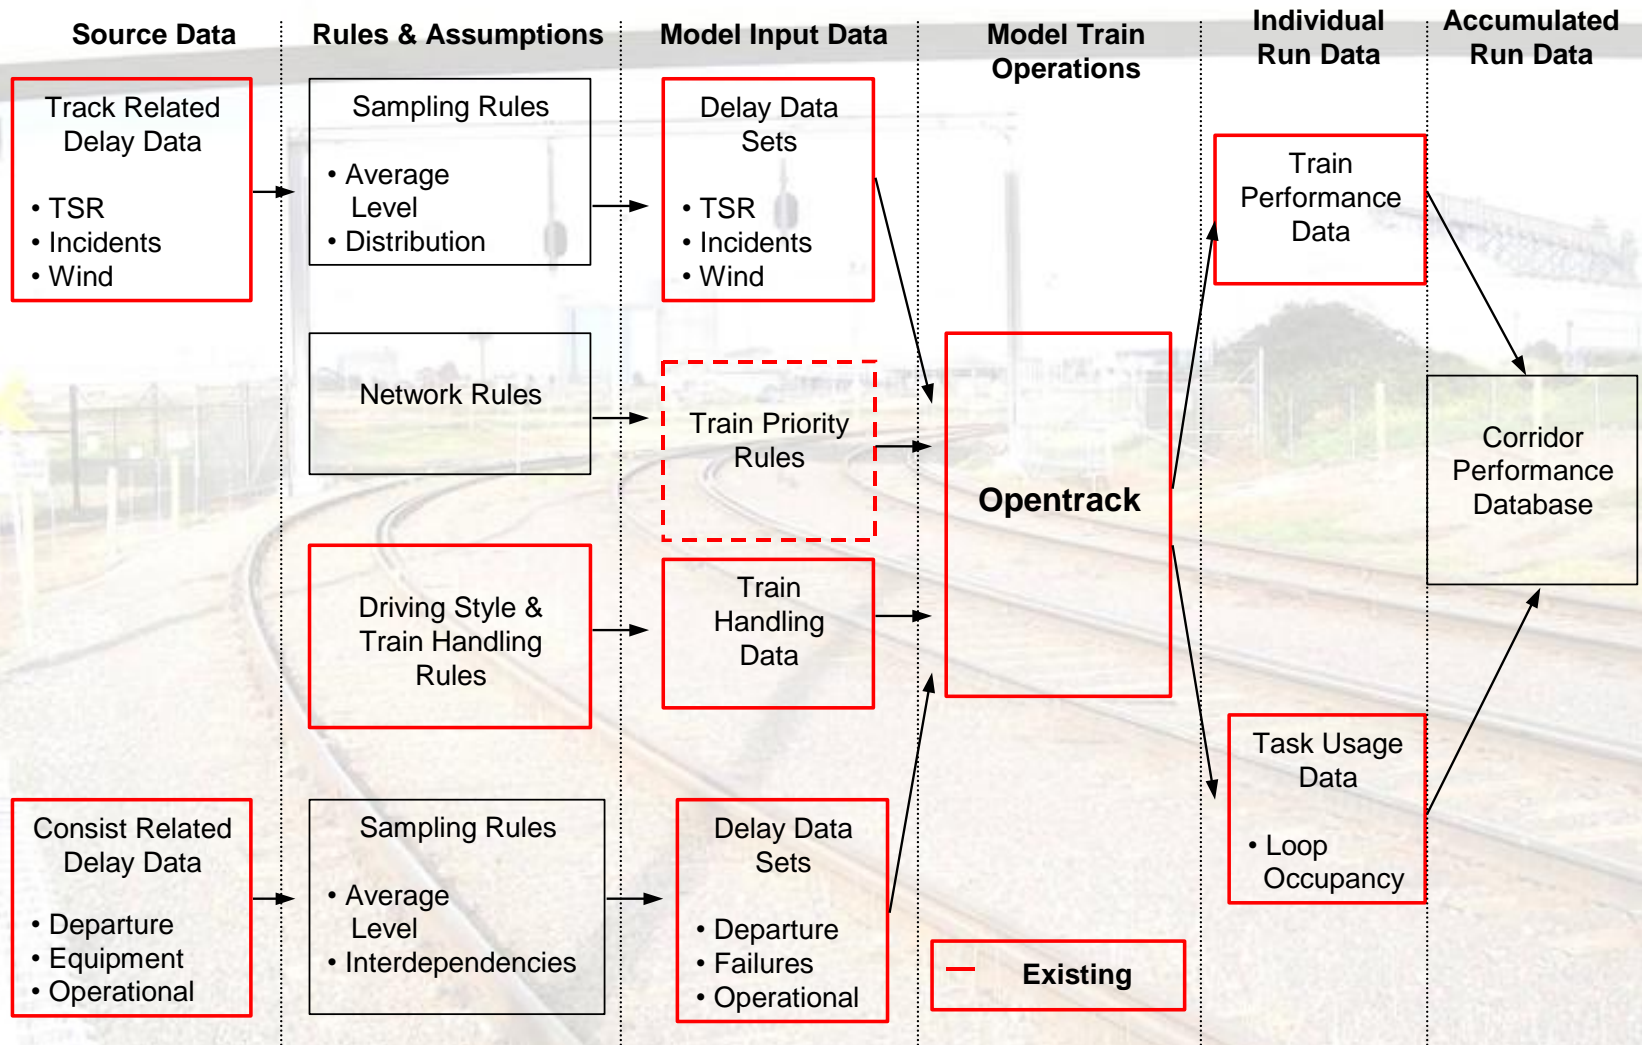 Source Data
Rules & Assumptions
Model Input Data
Model Train
Operations
Individual
Run Data
Accumulated
Run Data
Track Related
Delay Data
• TSR
• Incidents
• Wind
Sampling Rules
• Average
Level
• Distribution
Delay Data
Sets
• TSR
• Incidents
• Wind
Network Rules
Train Priority
Rules
Driving Style &
Train Handling
Rules
Train
Handling
Data
Consist Related
Delay Data
• Departure
• Equipment
• Operational
Sampling Rules
• Average
Level
• Interdependencies
Delay Data
Sets
• Departure
• Failures
• Operational
Opentrack
Existing
Train
Performance
Data
Task Usage
Data
• Loop
Occupancy
Corridor
Performance
Database